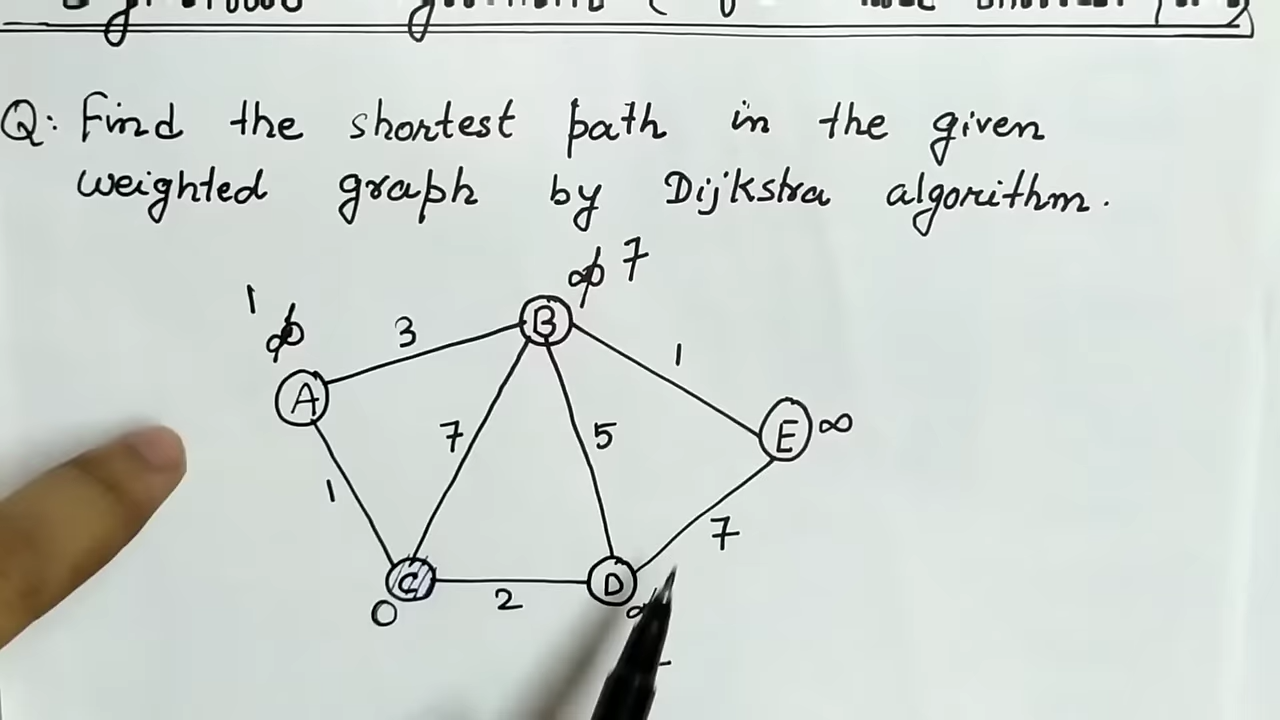 Q: Find the shortest path in the given
weighted graph by Dijkstra algorithm.
∞ 7
1
∞
3
B
1
A
7
5
E ∞
1
7
C
D
0
2